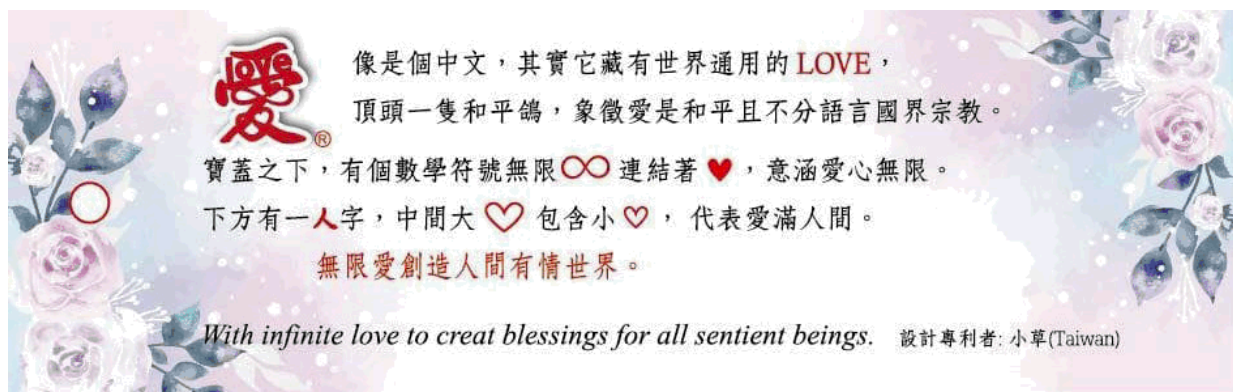 愛®
love
像是個中文，其實它藏有世界通用的 LOVE，
頂頭一隻和平鴿，象徵愛是和平且不分語言國界宗教。
寶蓋之下，有個數學符號無限∞連結著♥，意涵愛心無限。
下方有一人字，中間大♡包含小♡，代表愛滿人間。
無限愛創造人間有情世界。
With infinite love to creat blessings for all sentient beings. 設計專利者: 小草(Taiwan)